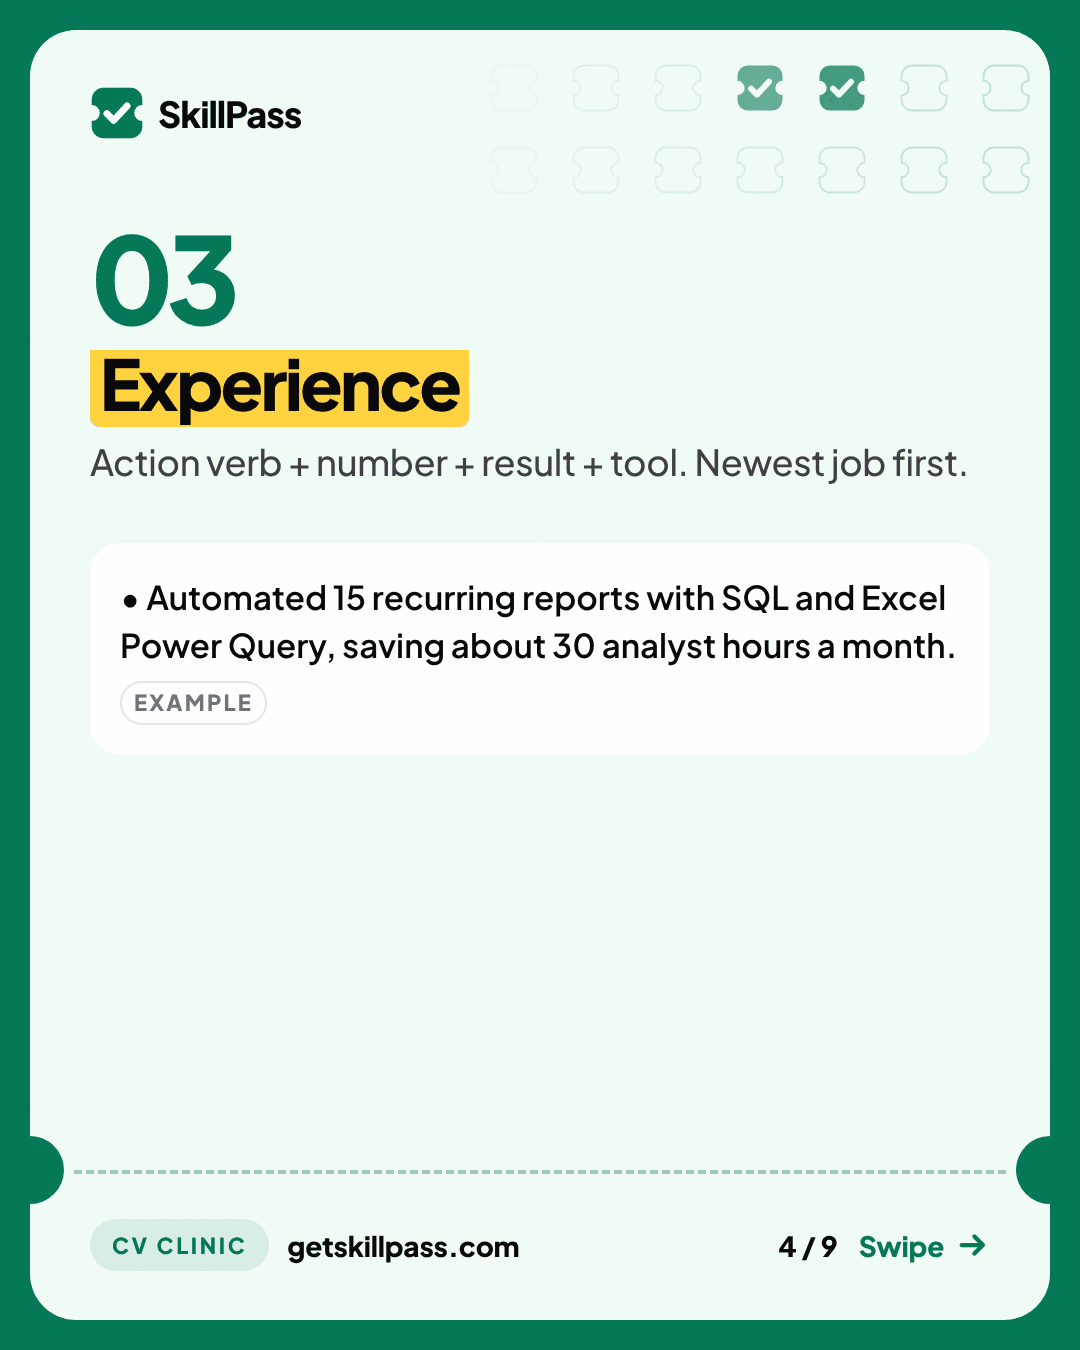 SkillPass
03
Experience
Action verb + number + result + tool. Newest job first.
• Automated 15 recurring reports with SQL and Excel
Power Query, saving about 30 analyst hours a month.
EXAMPLE
CV CLINIC getskillpass.com 4 / 9 Swipe →